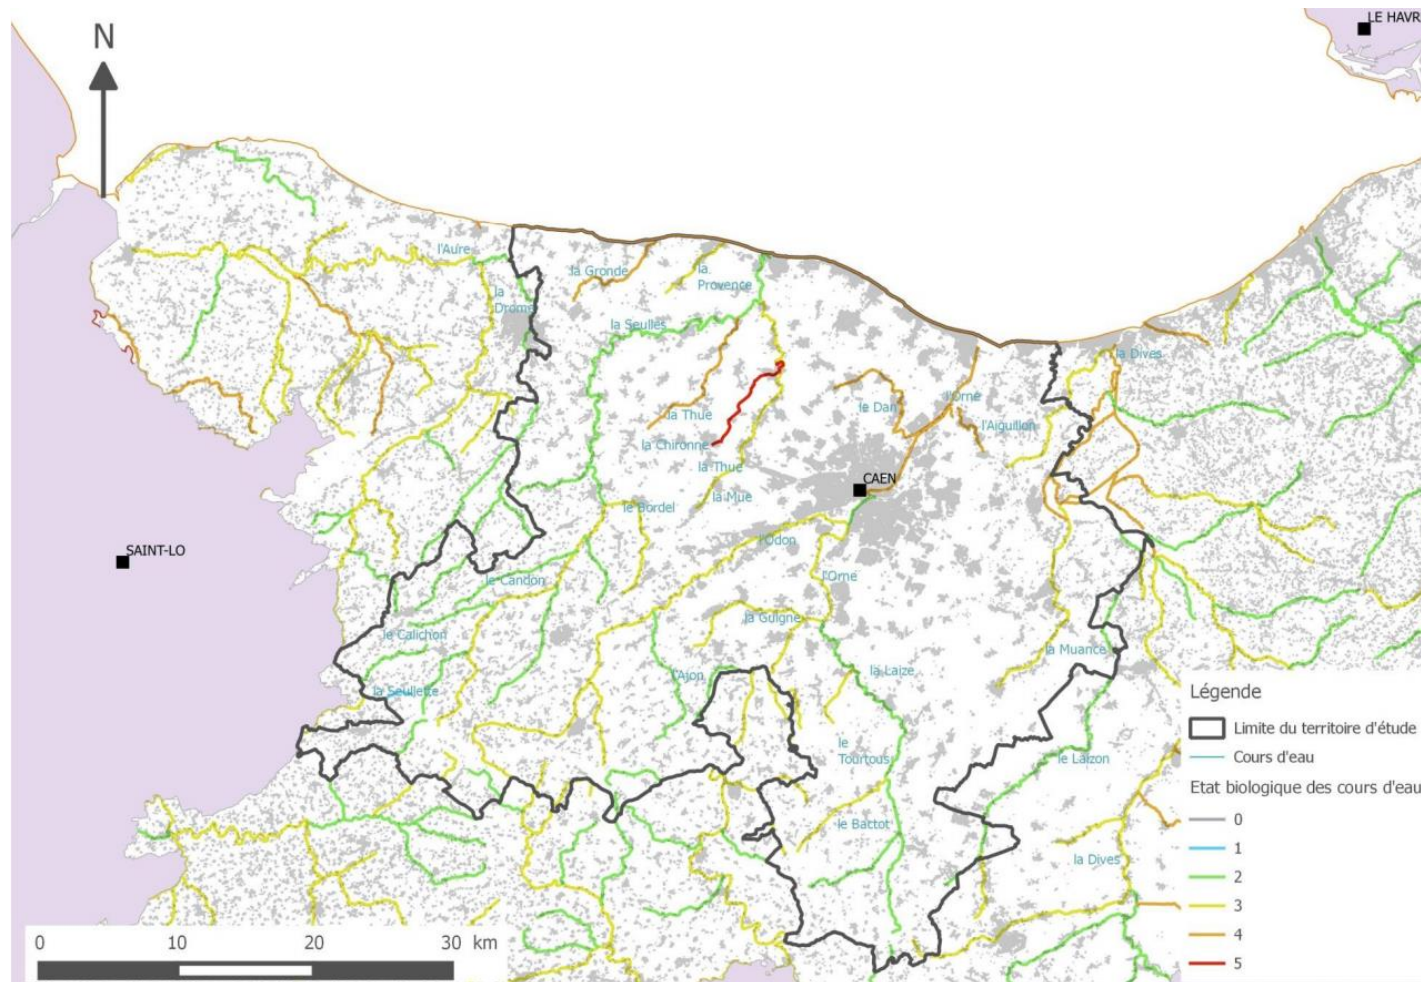 LE HAVR
N
l'Aure
la Gronde
la
Provence
la
Drome
la Seulles
la Dives
la Thue
le Dan
l'Orne
l'Aiguillon
la Chironne
la Thue
CAEN
la Mue
le Bordel
SAINT-LO
l'Odon
le Candon
l'Orne
la Guigne
le Calichon
la Muance
l'Ajon
la Laize
la Seullette
le
Tourtous
le Laizon
le Bactot
la Dives
Légende
Limite du territoire d'étude
Cours d'eau
Etat biologique des cours d'eau
0
1
2
3
4
5
0 10 20 30 km